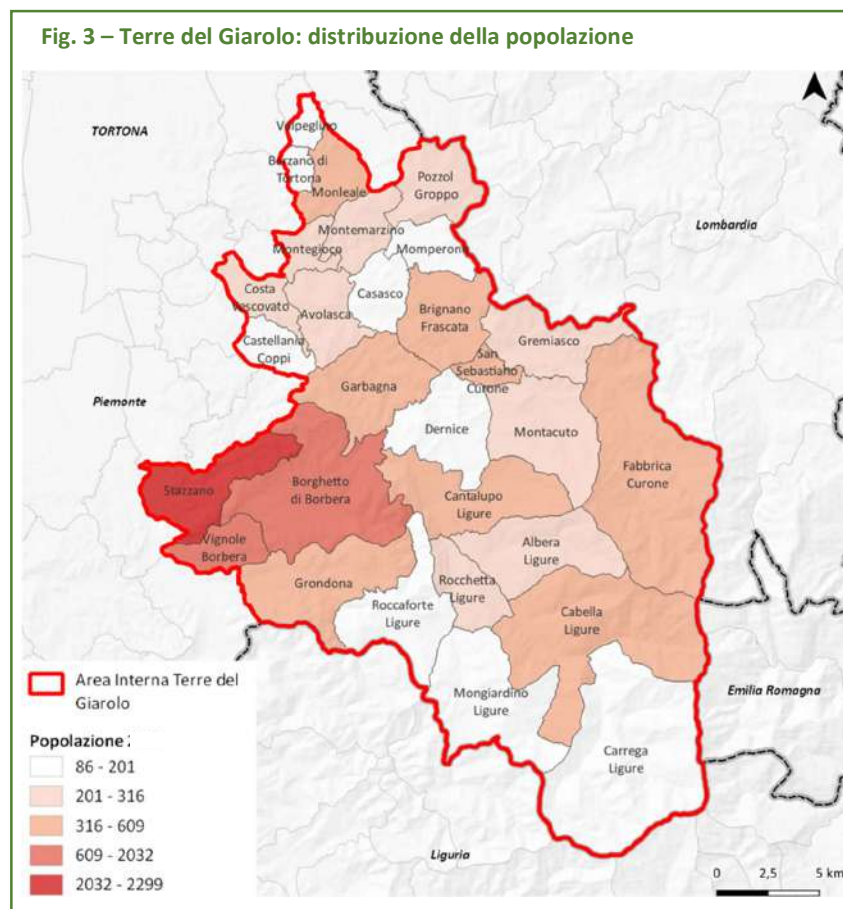 Fig. 3 – Terre del Giarolo: distribuzione della popolazione
TORTONA
Volpeglino
Berzano di
Tortona
Monleale
Pozzol
Groppo
Lombardia
Montemarzino
Montegioco
Momperone
Costa
Vescovato
Casasco
Avolasca
Brignano
Frascata
Castellania
Coppi
Gremiasco
San
Sebastiano
Curone
Garbagna
Piemonte
Dernice
Montacuto
Fabbrica
Curone
Stazzano
Borghetto
di Borbera
Cantalupo
Ligure
Vignole
Borbera
Albera
Ligure
Grondona
Rocchetta
Ligure
Roccaforte
Ligure
Cabella
Ligure
Mongiardino
Ligure
Emilia Romagna
Carrega
Ligure
Liguria
Area Interna Terre del
Giarolo
Popolazione
86 - 201
201 - 316
316 - 609
609 - 2032
2032 - 2299
0 2,5 5 km